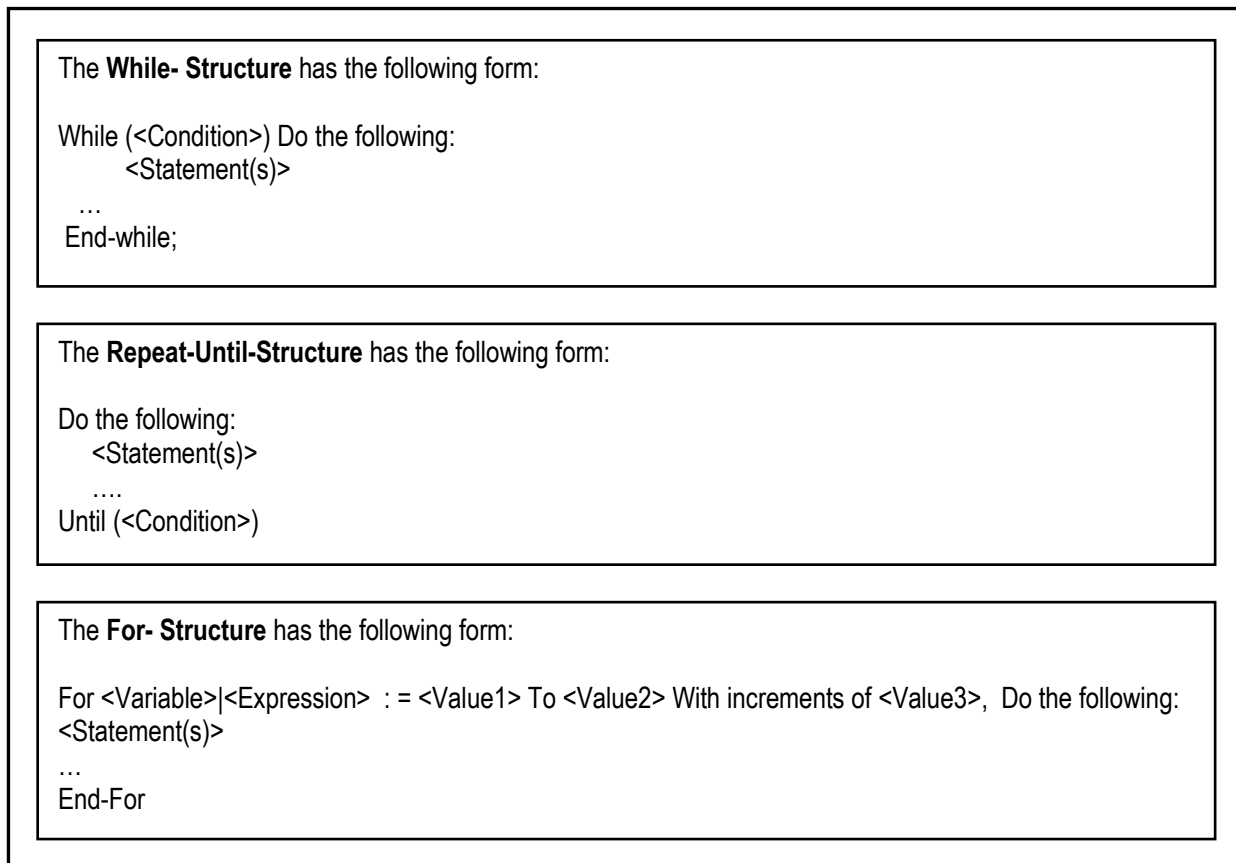 The While- Structure has the following form:
While (<Condition>) Do the following:
<Statement(s)>
…
End-while;
The Repeat-Until-Structure has the following form:
Do the following:
<Statement(s)>
….
Until (<Condition>)
The For- Structure has the following form:
For <Variable>|<Expression> : = <Value1> To <Value2> With increments of <Value3>, Do the following:
<Statement(s)>
…
End-For